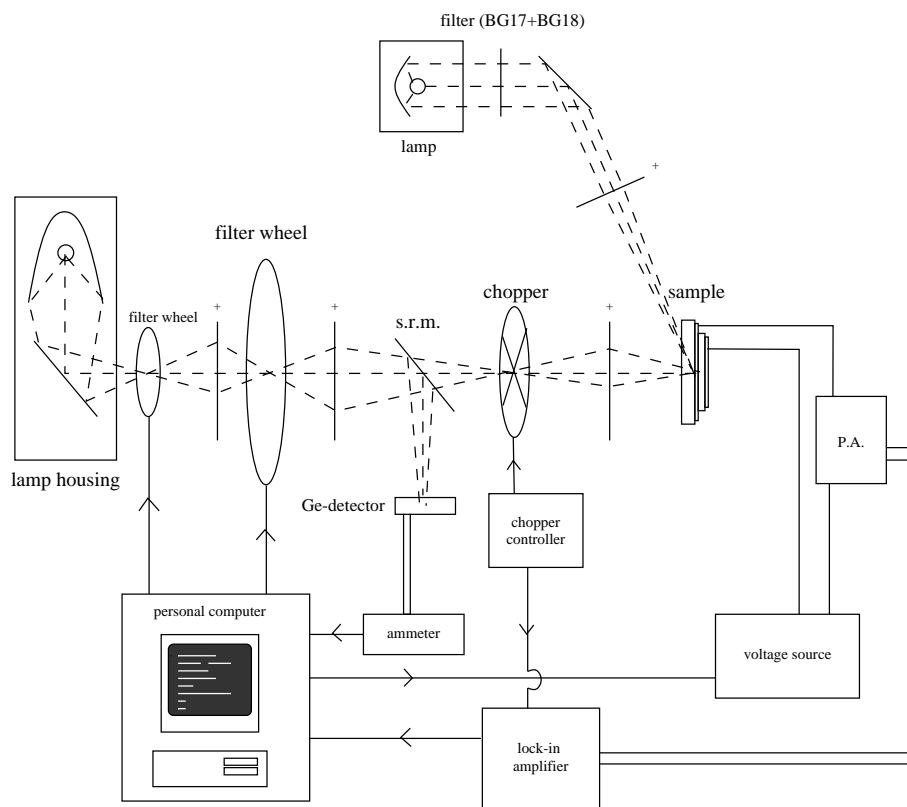 filter (BG17+BG18)
lamp
+
filter wheel
chopper
sample
filter wheel
+
+
s.r.m.
+
P.A.
lamp housing
Ge-detector
chopper
controller
personal computer
ammeter
voltage source
lock-in
amplifier